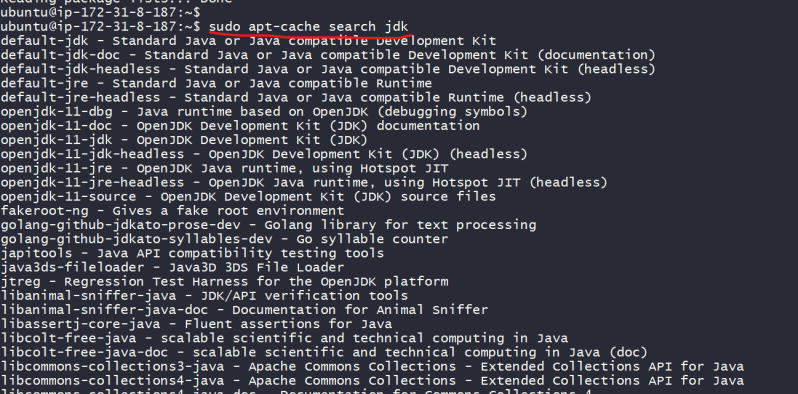 Reading package lists... Done
ubuntu@ip-172-31-8-187:~$
ubuntu@ip-172-31-8-187:~$ sudo apt-cache search jdk
default-jdk - Standard Java or Java compatible Development Kit
default-jdk-doc - Standard Java or Java compatible Development Kit (documentation)
default-jdk-headless - Standard Java or Java compatible Development Kit (headless)
default-jre - Standard Java or Java compatible Runtime
default-jre-headless - Standard Java or Java compatible Runtime (headless)
openjdk-11-dbg - Java runtime based on OpenJDK (debugging symbols)
openjdk-11-doc - OpenJDK Development Kit (JDK) documentation
openjdk-11-jdk - OpenJDK Development Kit (JDK)
openjdk-11-jdk-headless - OpenJDK Development Kit (JDK) (headless)
openjdk-11-jre - OpenJDK Java runtime, using Hotspot JIT
openjdk-11-jre-headless - OpenJDK Java runtime, using Hotspot JIT (headless)
openjdk-11-source - OpenJDK Development Kit (JDK) source files
fakeroot-ng - Gives a fake root environment
golang-github-jdkato-prose-dev - Golang library for text processing
golang-github-jdkato-syllables-dev - Go syllable counter
japitools - Java API compatibility testing tools
java3ds-fileloader - Java3D 3DS File Loader
jtreg - Regression Test Harness for the OpenJDK platform
libanimal-sniffer-java - JDK/API verification tools
libanimal-sniffer-java-doc - Documentation for Animal Sniffer
libassertj-core-java - Fluent assertions for Java
libcolt-free-java - scalable scientific and technical computing in Java
libcolt-free-java-doc - scalable scientific and technical computing in Java (doc)
libcommons-collections3-java - Apache Commons Collections - Extended Collections API for Java
libcommons-collections4-java - Apache Commons Collections - Extended Collections API for Java
libcommons-collections4-java-doc - Documentation for Commons Collections 4